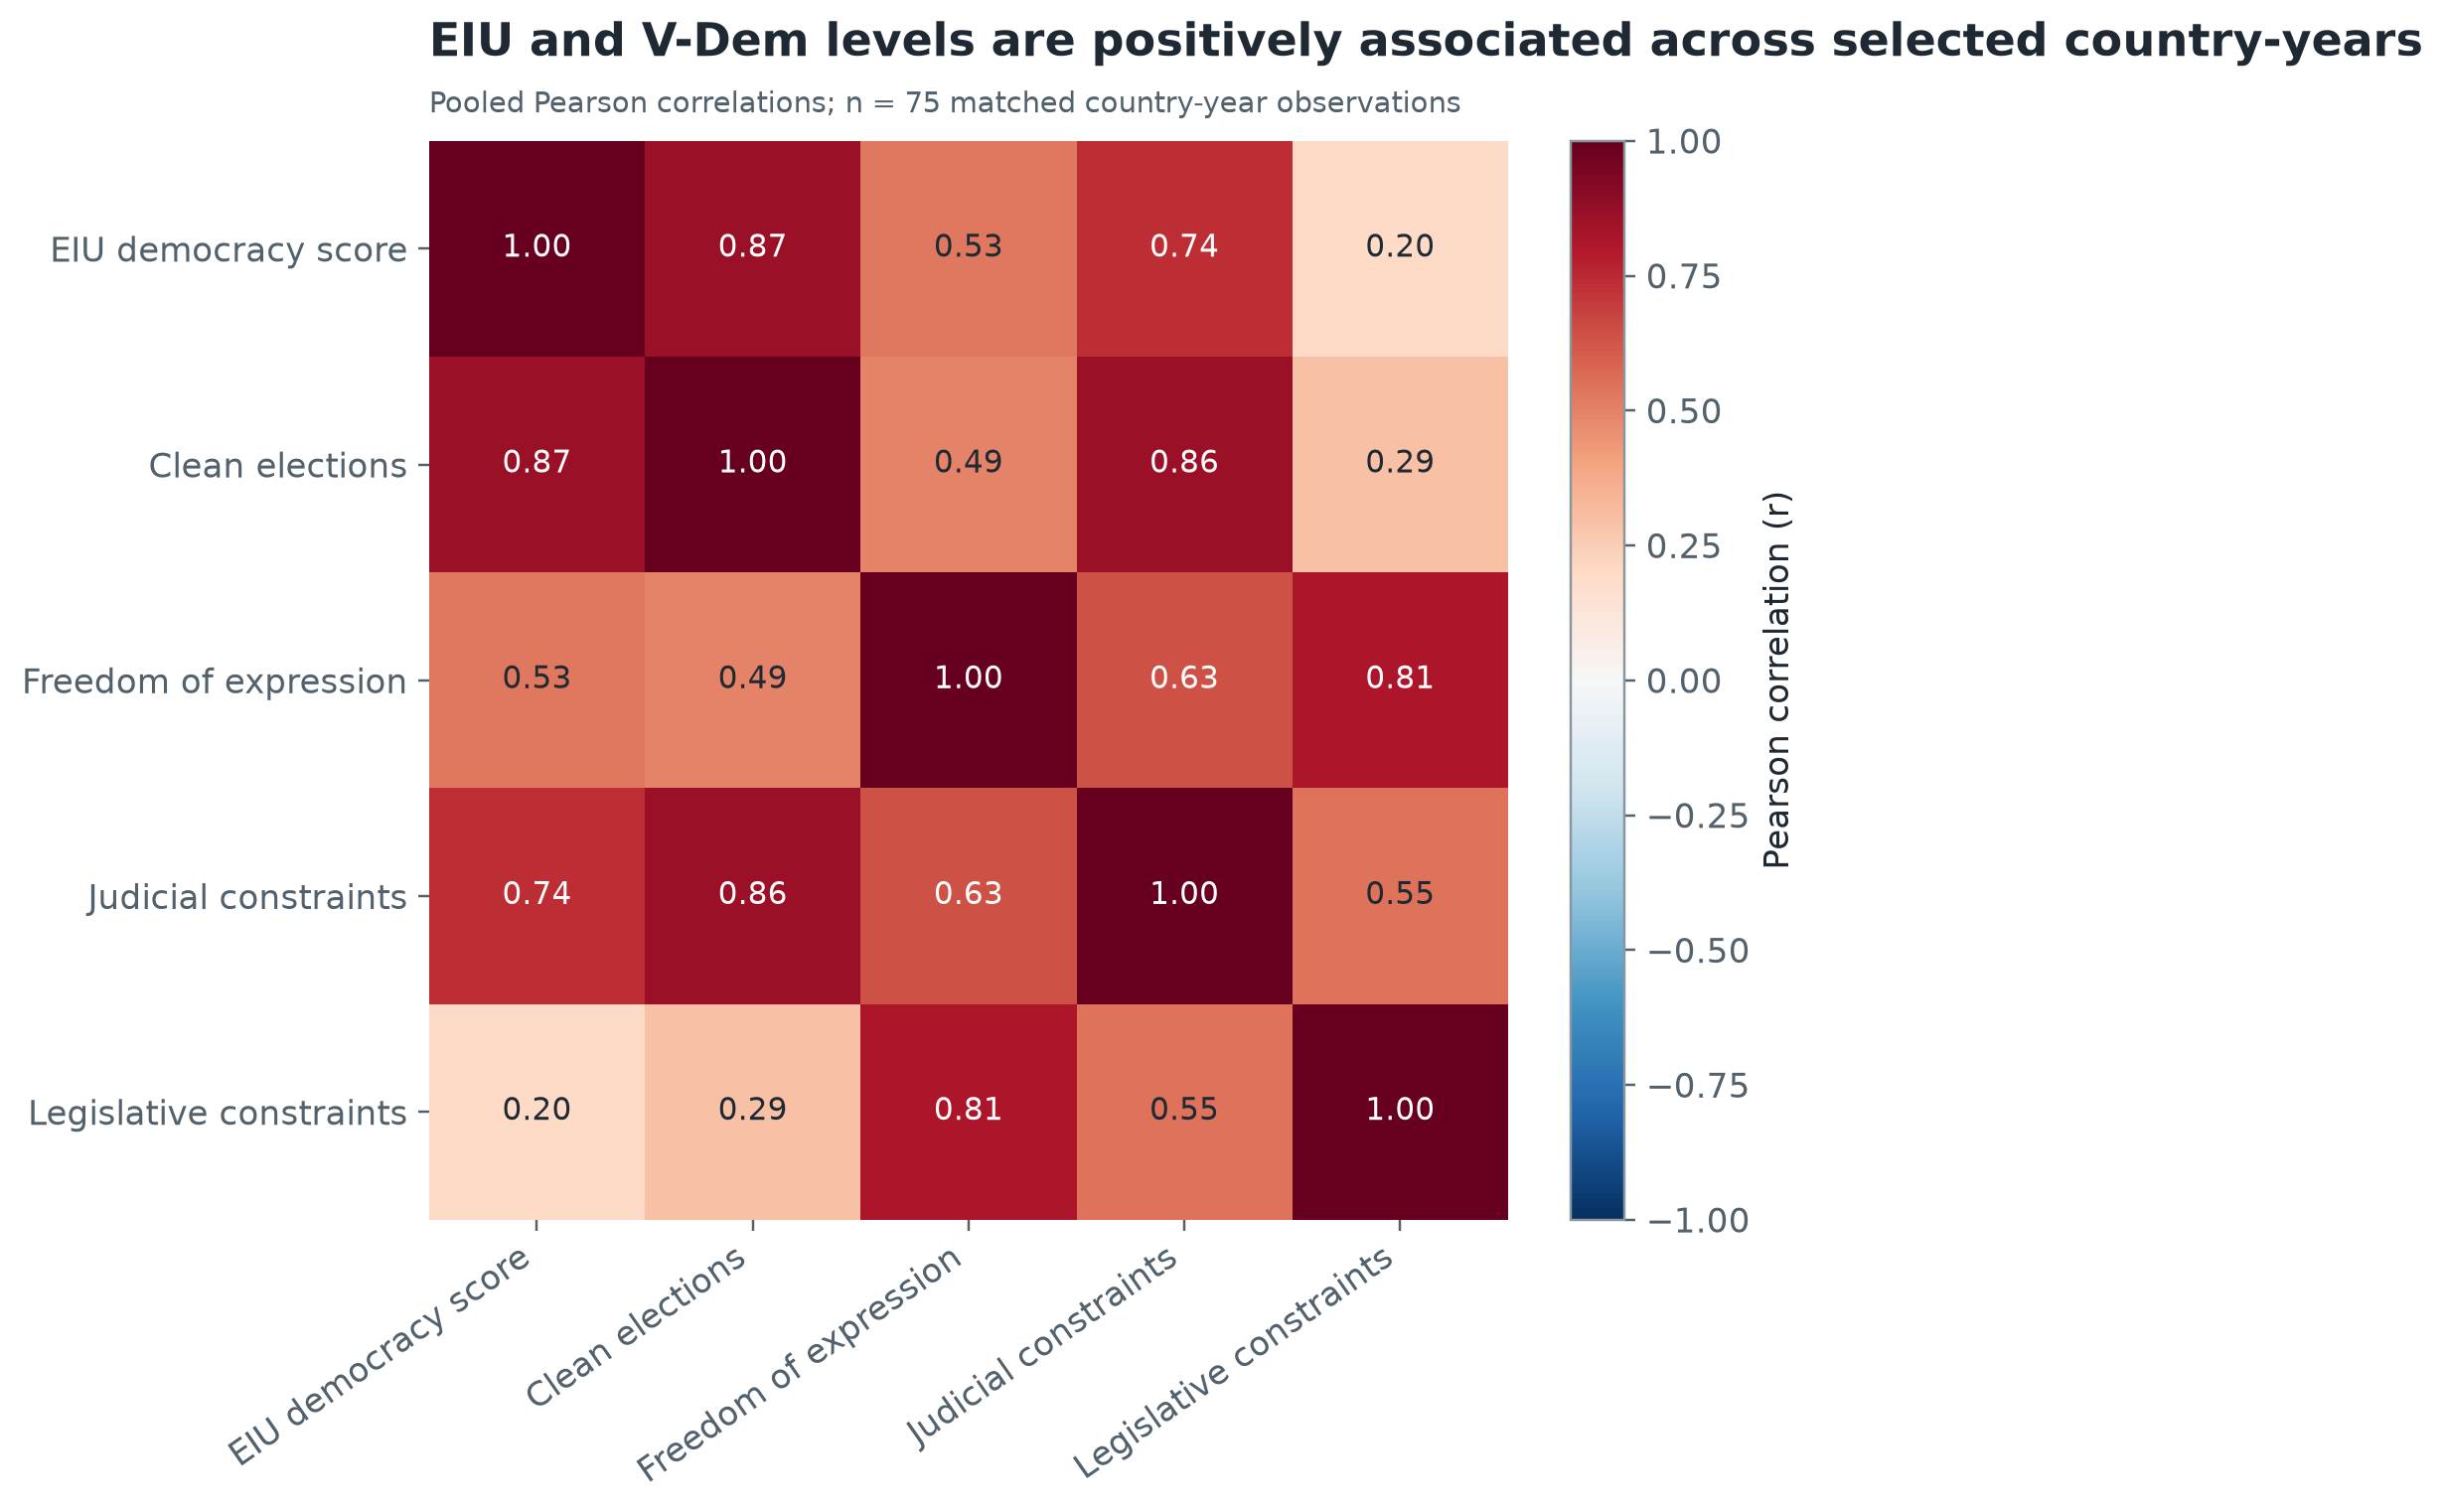 EIU and V-Dem levels are positively associated across selected country-years
Pooled Pearson correlations; n = 75 matched country-year observations
EIU democracy score 1.00 0.87 0.53 0.74 0.20
Clean elections 0.87 1.00 0.49 0.86 0.29
Freedom of expression 0.53 0.49 1.00 0.63 0.81
Judicial constraints 0.74 0.86 0.63 1.00 0.55
Legislative constraints 0.20 0.29 0.81 0.55 1.00
EIU democracy score
Clean elections
Freedom of expression
Judicial constraints
Legislative constraints
1.00
0.75
0.50
0.25
0.00
−0.25
−0.50
−0.75
−1.00
Pearson correlation (r)